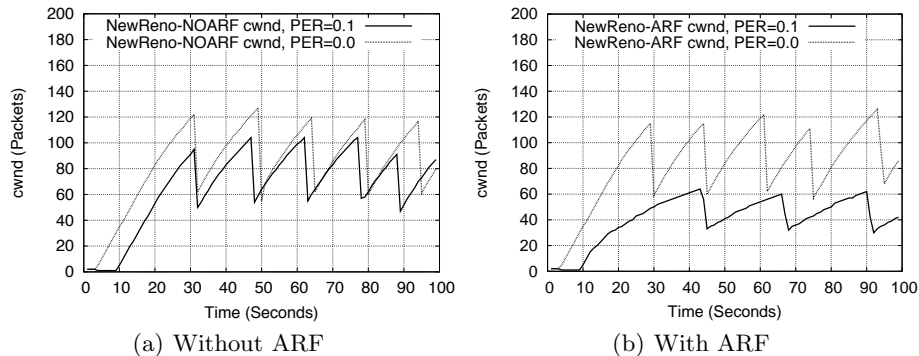 NewReno-NOARF cwnd, PER=0.1
NewReno-NOARF cwnd, PER=0.0
cwnd (Packets)
200
180
160
140
120
100
80
60
40
20
0
0 10 20 30 40 50 60 70 80 90 100
Time (Seconds)
(a) Without ARF
NewReno-ARF cwnd, PER=0.1
NewReno-ARF cwnd, PER=0.0
cwnd (Packets)
200
180
160
140
120
100
80
60
40
20
0
0 10 20 30 40 50 60 70 80 90 100
Time (Seconds)
(b) With ARF